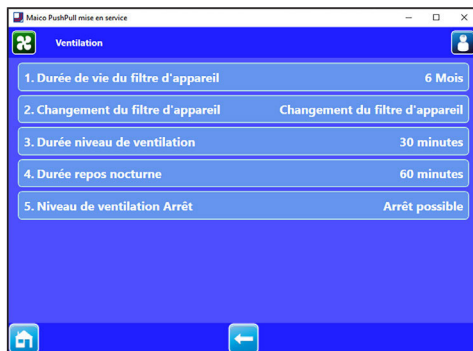 Maico PushPull mise en service
Ventilation
1. Durée de vie du filtre d'appareil 6 Mois
2. Changement du filtre d'appareil Changement du filtre d'appareil
3. Durée niveau de ventilation 30 minutes
4. Durée repos nocturne 60 minutes
5. Niveau de ventilation Arrêt Arrêt possible